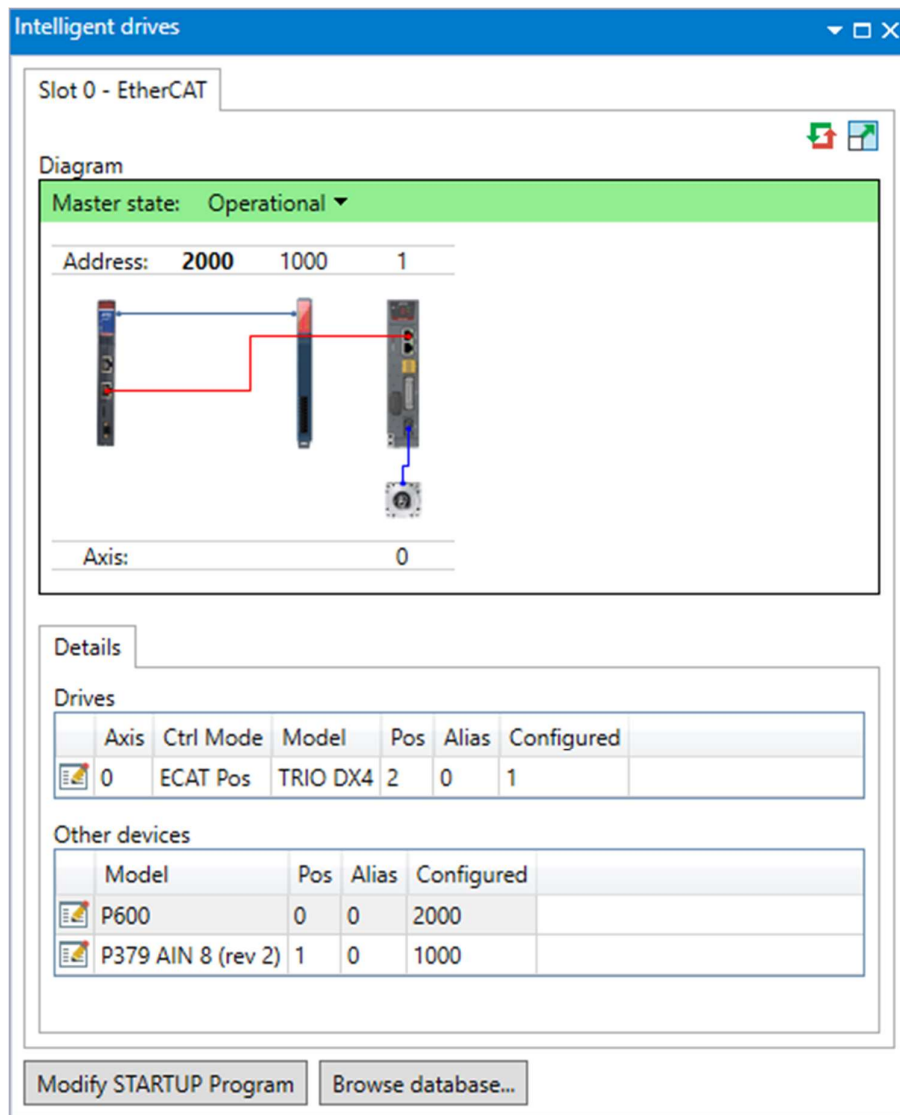 Intelligent drives
Slot 0 - EtherCAT
Diagram
Master state: Operational
Address: 2000 1000 1
Axis: 0
Details
Drives
Axis Ctrl Mode Model Pos Alias Configured
0 ECAT Pos TRIO DX4 2 0 1
Other devices
Model Pos Alias Configured
P600 0 0 2000
P379 AIN 8 (rev 2) 1 0 1000
Modify STARTUP Program Browse database...